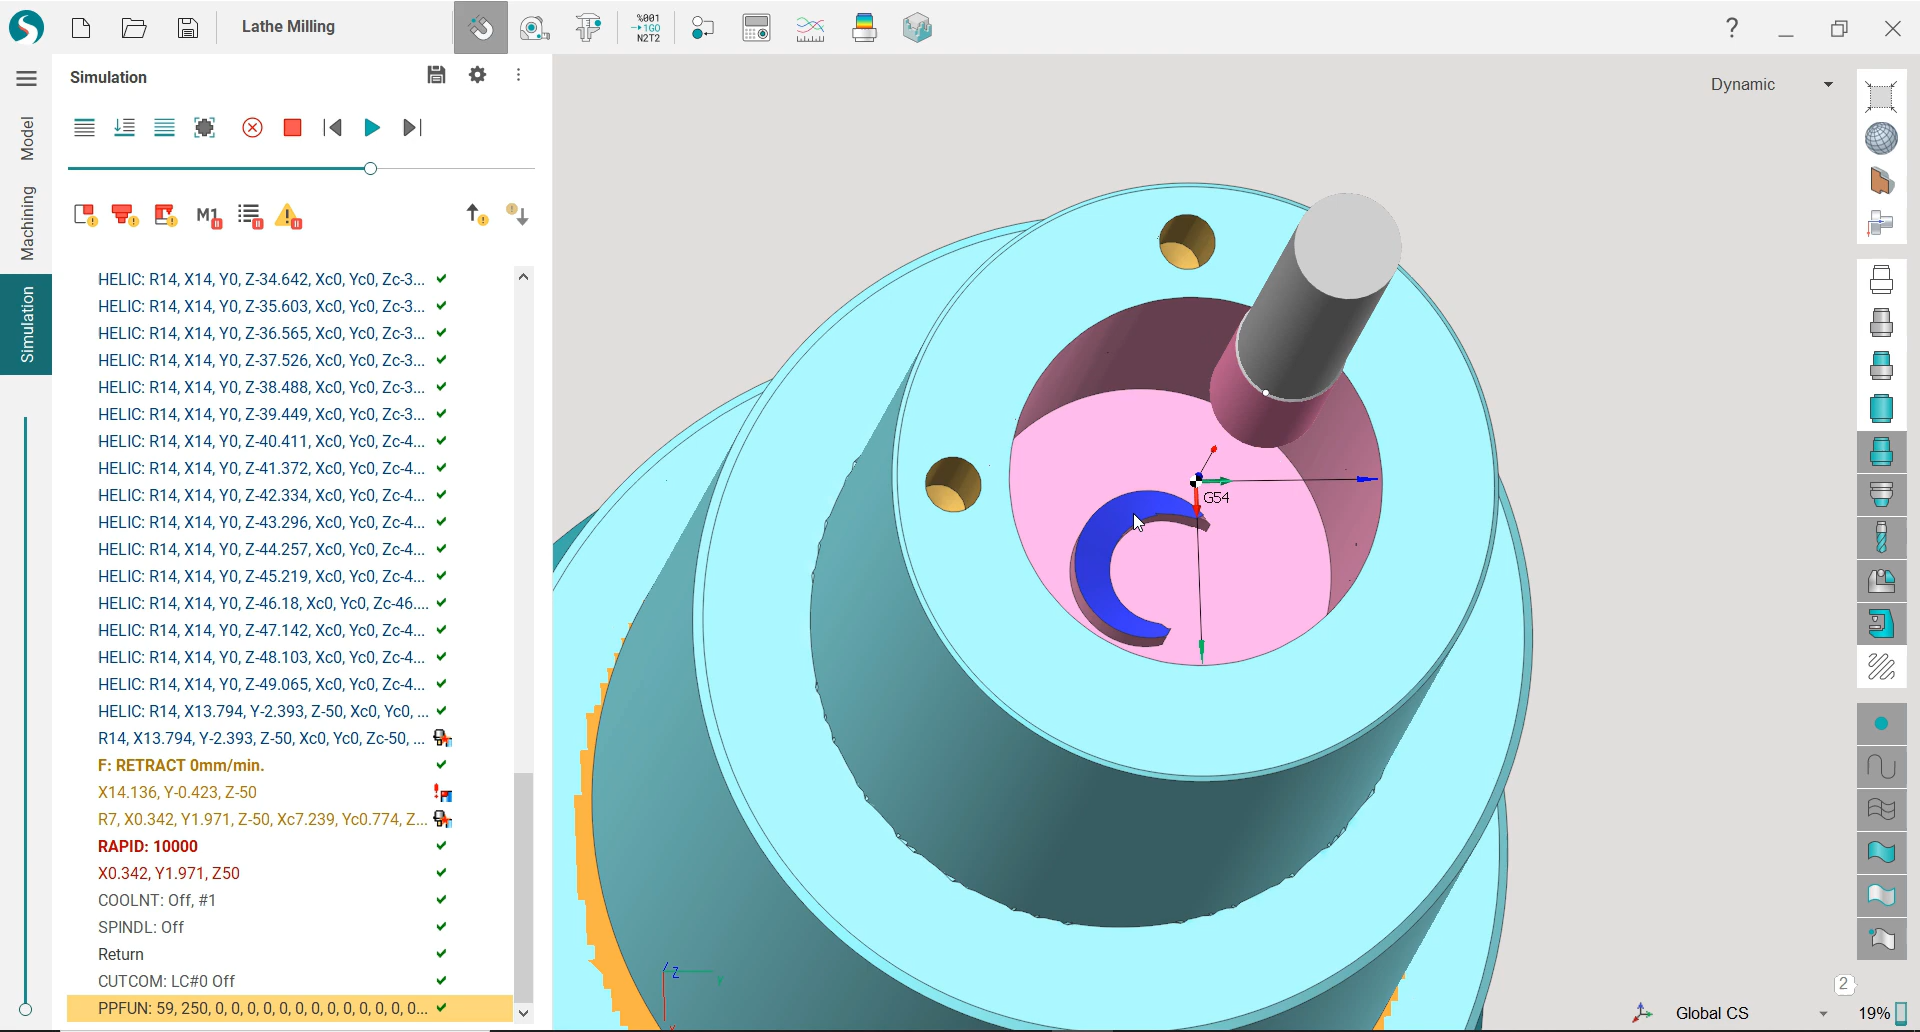 Lathe Milling
%001
→1G0
N2T2
?
Simulation
Dynamic
Model
Machining
Simulation
M1
HELIC: R14, X14, Y0, Z-34.642, Xc0, Yc0, Zc-3...
HELIC: R14, X14, Y0, Z-35.603, Xc0, Yc0, Zc-3...
HELIC: R14, X14, Y0, Z-36.565, Xc0, Yc0, Zc-3...
HELIC: R14, X14, Y0, Z-37.526, Xc0, Yc0, Zc-3...
HELIC: R14, X14, Y0, Z-38.488, Xc0, Yc0, Zc-3...
HELIC: R14, X14, Y0, Z-39.449, Xc0, Yc0, Zc-3...
HELIC: R14, X14, Y0, Z-40.411, Xc0, Yc0, Zc-4...
HELIC: R14, X14, Y0, Z-41.372, Xc0, Yc0, Zc-4...
HELIC: R14, X14, Y0, Z-42.334, Xc0, Yc0, Zc-4...
HELIC: R14, X14, Y0, Z-43.296, Xc0, Yc0, Zc-4...
HELIC: R14, X14, Y0, Z-44.257, Xc0, Yc0, Zc-4...
HELIC: R14, X14, Y0, Z-45.219, Xc0, Yc0, Zc-4...
HELIC: R14, X14, Y0, Z-46.18, Xc0, Yc0, Zc-46....
HELIC: R14, X14, Y0, Z-47.142, Xc0, Yc0, Zc-4...
HELIC: R14, X14, Y0, Z-48.103, Xc0, Yc0, Zc-4...
HELIC: R14, X14, Y0, Z-49.065, Xc0, Yc0, Zc-4...
HELIC: R14, X13.794, Y-2.393, Z-50, Xc0, Yc0, ...
R14, X13.794, Y-2.393, Z-50, Xc0, Yc0, Zc-50, ...
F: RETRACT 0mm/min.
X14.136, Y-0.423, Z-50
R7, X0.342, Y1.971, Z-50, Xc7.239, Yc0.774, Z...
RAPID: 10000
X0.342, Y1.971, Z50
COOLNT: Off, #1
SPINDL: Off
Return
CUTCOM: LC#0 Off
PPFUN: 59, 250, 0, 0, 0, 0, 0, 0, 0, 0, 0, 0, 0, 0...
G54
Z
Y
X
2
Global CS
19%